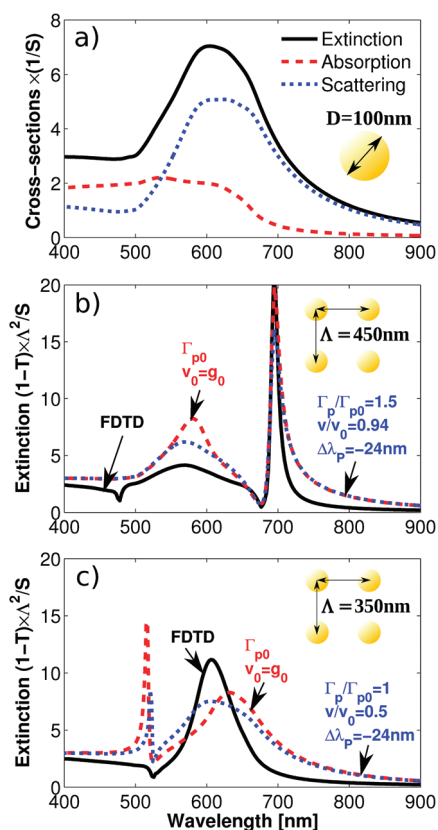 a)
Extinction
Absorption
Scattering
D=100nm
Cross−sections ×(1/S)
8
6
4
2
0
400 500 600 700 800 900
b)
Extinction (1−T)×Λ²/S
20
15
10
5
0
Λ = 450nm
Γp0
v0=g0
FDTD
Γp/Γp0=1.5
v/v0=0.94
ΔλP=−24nm
400 500 600 700 800 900
c)
Extinction (1−T)×Λ²/S
20
15
10
5
0
Λ = 350nm
FDTD
Γp0
v0=g0
Γp/Γp0=1
v/v0=0.5
ΔλP=−24nm
400 500 600 700 800 900
Wavelength [nm]